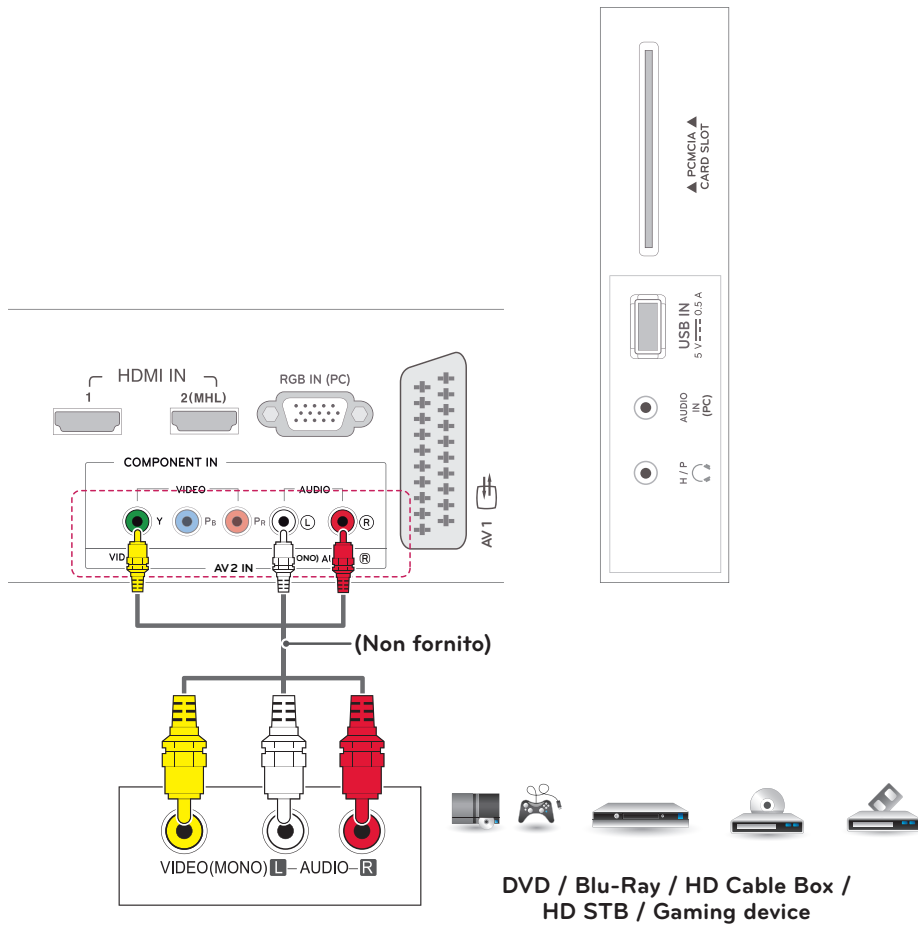 ▲ PCMCIA ▲
CARD SLOT
USB IN
5 V 0.5 A
AUDIO
IN
(PC)
H / P
HDMI IN
1
2(MHL)
RGB IN (PC)
COMPONENT IN
VIDEO
AUDIO
Y
PB
PR
L
R
VID
ONO)
R
AV 2 IN
AV 1
(Non fornito)
VIDEO(MONO) L - AUDIO - R
DVD / Blu-Ray / HD Cable Box /
HD STB / Gaming device